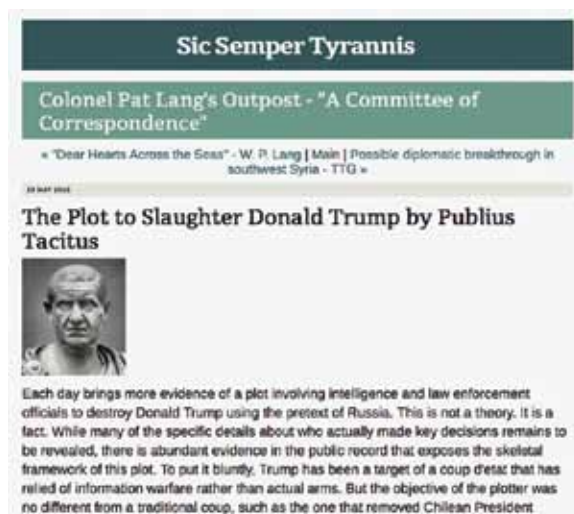 Sic Semper Tyrannis
Colonel Pat Lang's Outpost - "A Committee of
Correspondence"
« "Dear Hearts Across the Seas" - W. P. Lang | Main | Possible diplomatic breakthrough in
southwest Syria - TTG »
MAY
The Plot to Slaughter Donald Trump by Publius
Tacitus
Each day brings more evidence of a plot involving intelligence and law enforcement
officials to destroy Donald Trump using the pretext of Russia. This is not a theory. It is a
fact. While many of the specific details about who actually made key decisions remains to
be revealed, there is abundant evidence in the public record that exposes the skeletal
framework of this plot. To put it bluntly, Trump has been a target of a coup d'etat that has
relied of information warfare rather than actual arms. But the objective of the plotter was
no different from a traditional coup, such as the one that removed Chilean President